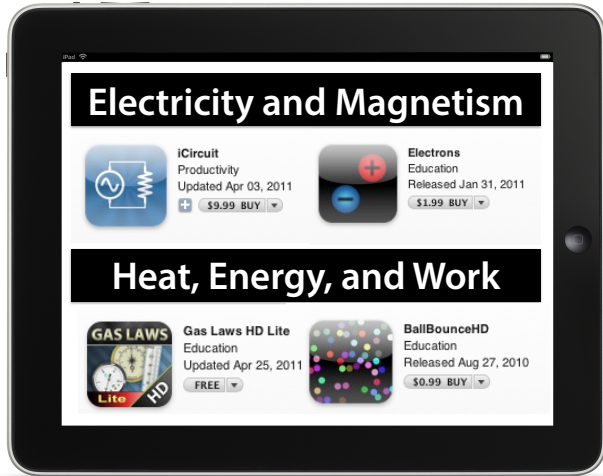 iPad
Electricity and Magnetism
iCircuit
Productivity
Updated Apr 03, 2011
$9.99 BUY
Electrons
Education
Released Jan 31, 2011
$1.99 BUY
Heat, Energy, and Work
GAS LAWS
Lite
HD
Gas Laws HD Lite
Education
Updated Apr 25, 2011
FREE
BallBounceHD
Education
Released Aug 27, 2010
$0.99 BUY